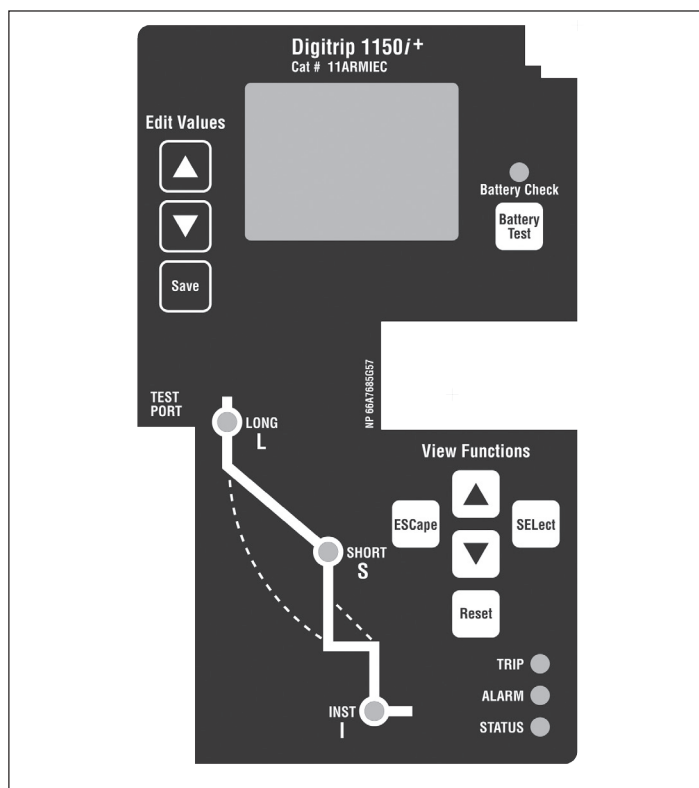 Digitrip 1150i+
Cat # 11ARMIEC
Edit Values
Battery Check
Battery
Test
Save
NP 66A7685G57
TEST
PORT
LONG
L
View Functions
ESCape
SELect
SHORT
S
Reset
TRIP
ALARM
INST
I
STATUS